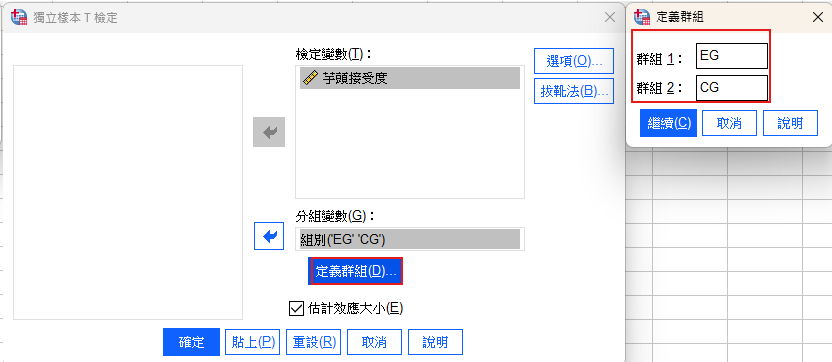 獨立樣本 T 檢定
檢定變數(T)：
芋頭接受度
選項(O)...
拔靴法(B)...
分組變數(G)：
組別('EG' 'CG')
定義群組(D)...
估計效應大小(E)
確定
貼上(P)
重設(R)
取消
說明
定義群組
群組 1： EG
群組 2： CG
繼續(C)
取消
說明